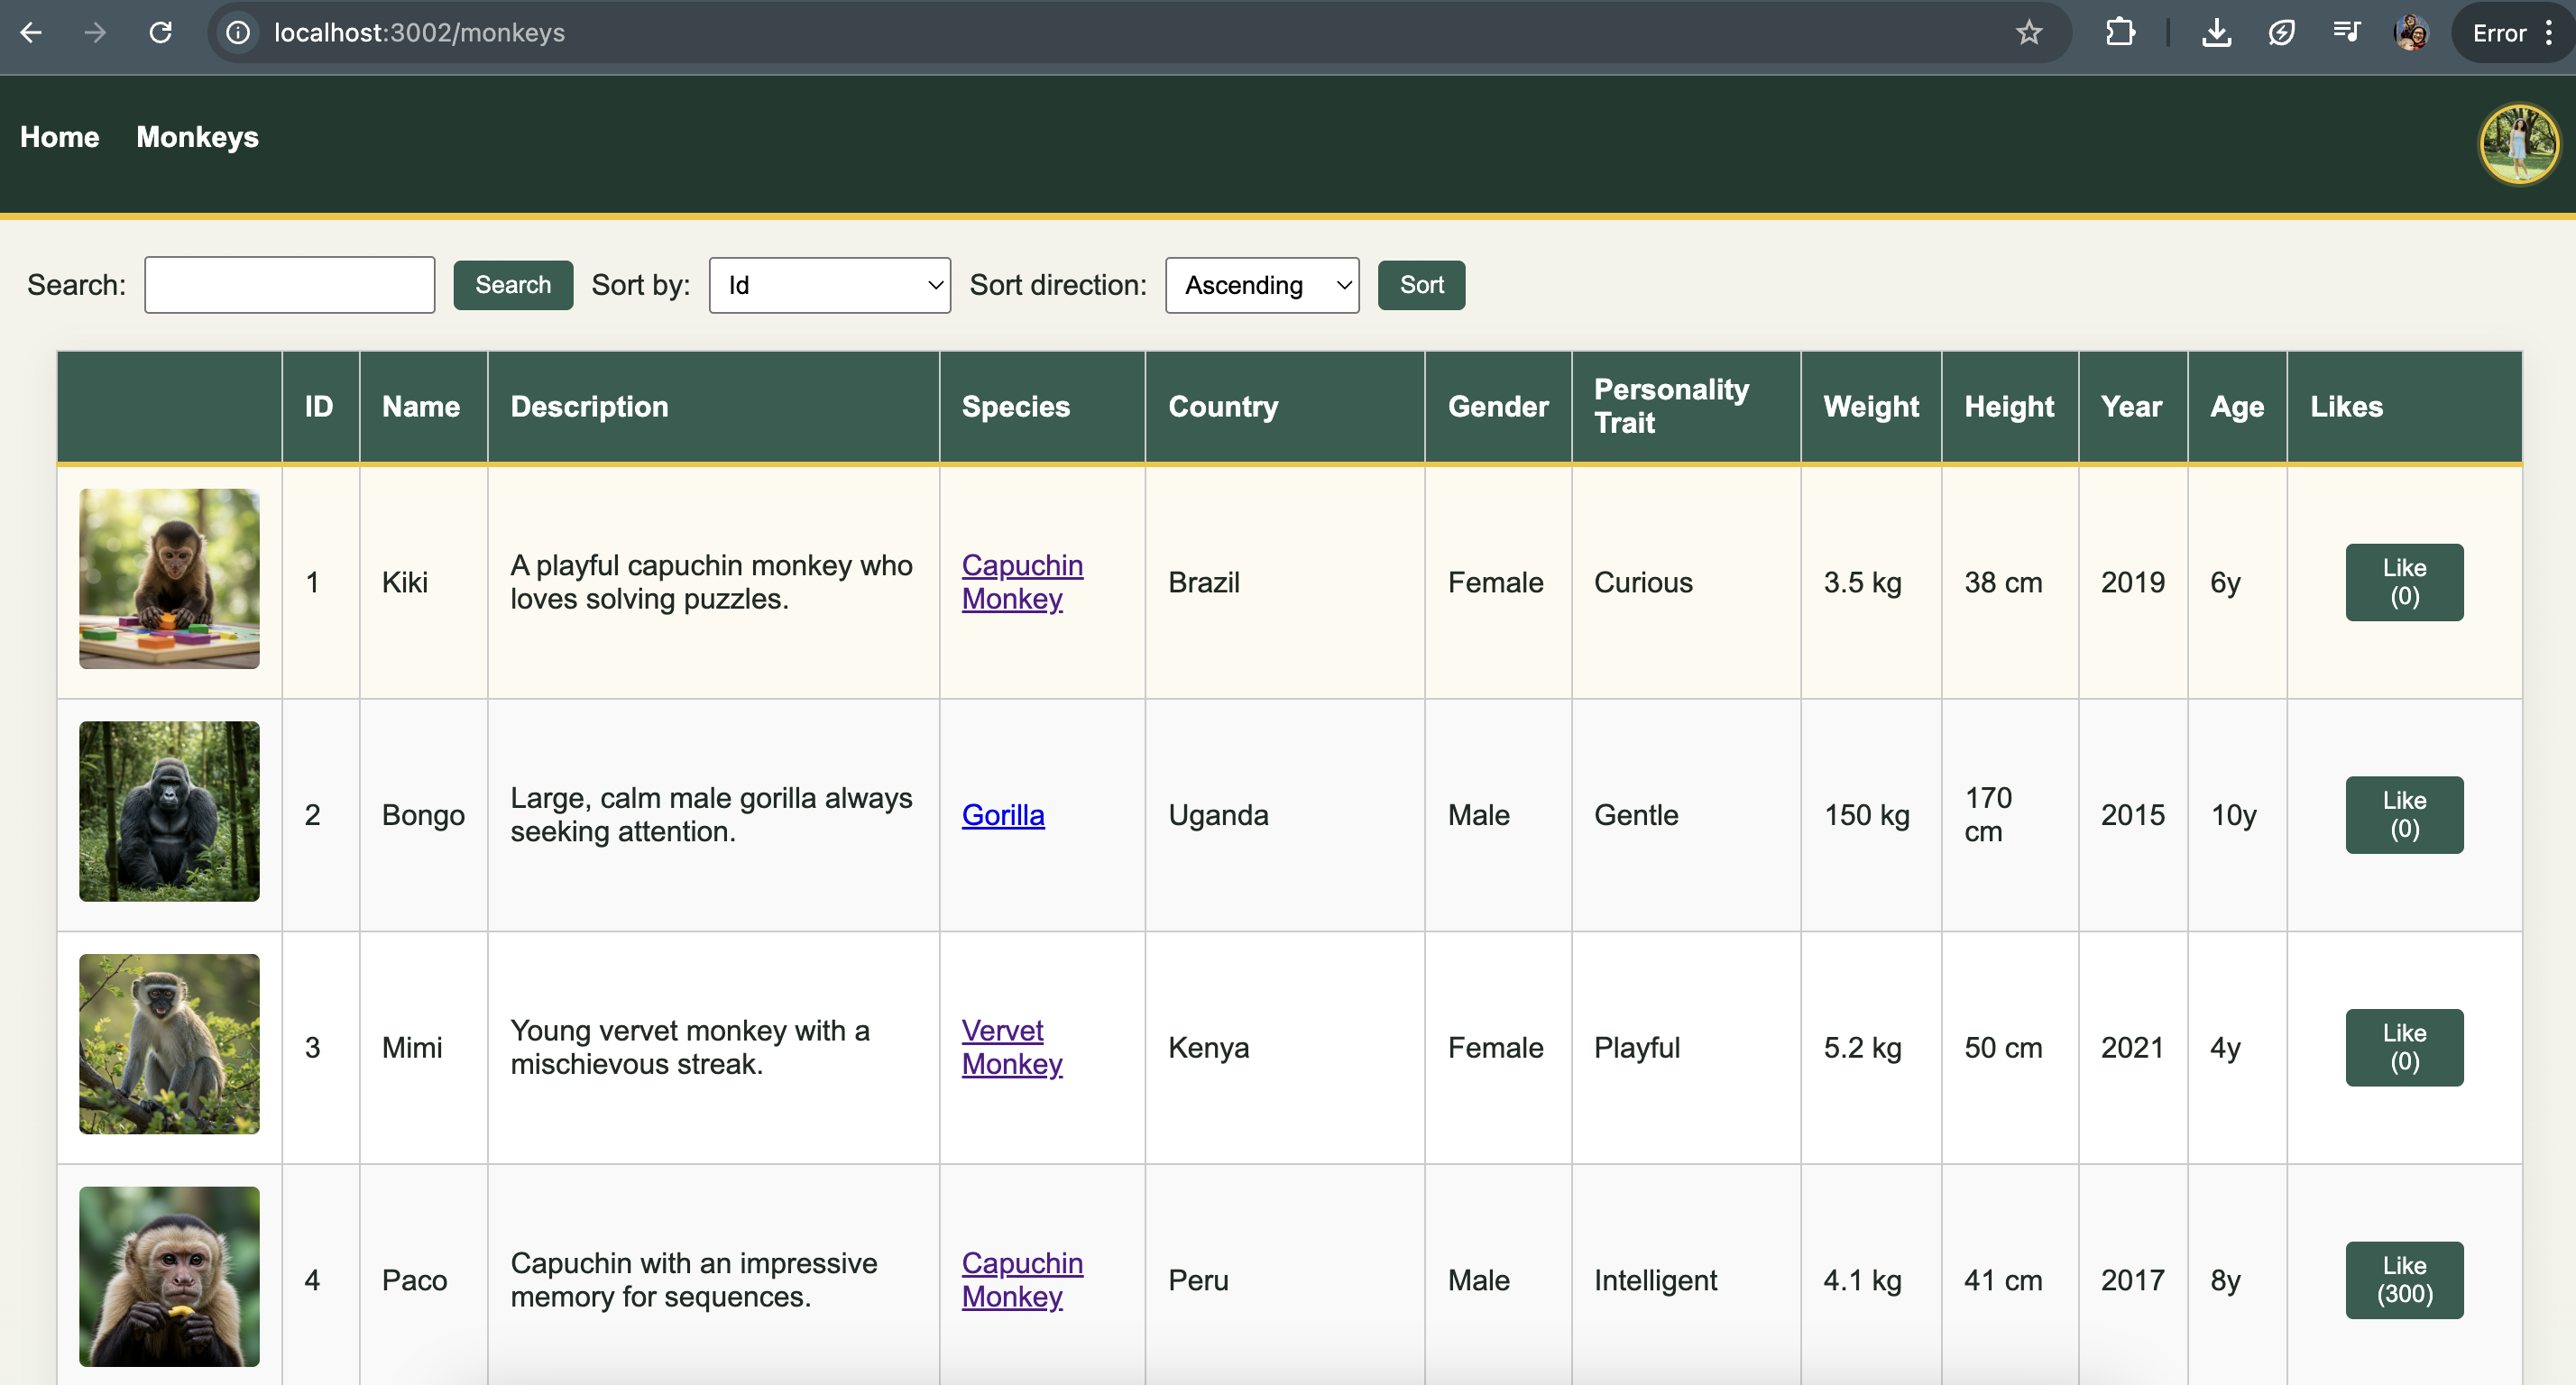 localhost:3002/monkeys
Error
Home Monkeys
Search: Search Sort by: Id Sort direction: Ascending Sort
ID Name Description Species Country Gender Personality Trait Weight Height Year Age Likes
1 Kiki A playful capuchin monkey who
loves solving puzzles. Capuchin
Monkey Brazil Female Curious 3.5 kg 38 cm 2019 6y Like
(0)
2 Bongo Large, calm male gorilla always
seeking attention. Gorilla Uganda Male Gentle 150 kg 170
cm 2015 10y Like
(0)
3 Mimi Young vervet monkey with a
mischievous streak. Vervet
Monkey Kenya Female Playful 5.2 kg 50 cm 2021 4y Like
(0)
4 Paco Capuchin with an impressive
memory for sequences. Capuchin
Monkey Peru Male Intelligent 4.1 kg 41 cm 2017 8y Like
(300)